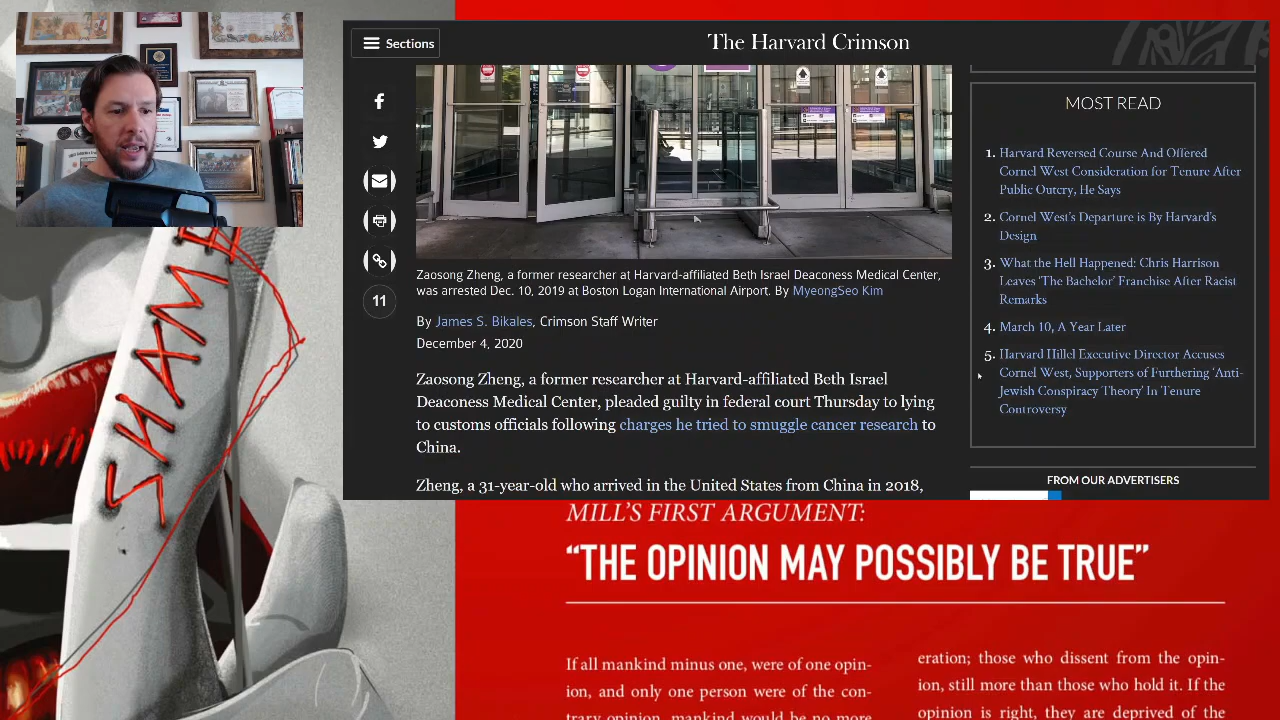 Sections
The Harvard Crimson
11
Zaosong Zheng, a former researcher at Harvard-affiliated Beth Israel Deaconess Medical Center,
was arrested Dec. 10, 2019 at Boston Logan International Airport. By MyeongSeo Kim
By James S. Bikales, Crimson Staff Writer
December 4, 2020
Zaosong Zheng, a former researcher at Harvard-affiliated Beth Israel
Deaconess Medical Center, pleaded guilty in federal court Thursday to lying
to customs officials following charges he tried to smuggle cancer research to
China.
Zheng, a 31-year-old who arrived in the United States from China in 2018,
MOST READ
1. Harvard Reversed Course And Offered
Cornel West Consideration for Tenure After
Public Outcry, He Says
2. Cornel West's Departure is By Harvard's
Design
3. What the Hell Happened: Chris Harrison
Leaves 'The Bachelor' Franchise After Racist
Remarks
4. March 10, A Year Later
5. Harvard Hillel Executive Director Accuses
Cornel West, Supporters of Furthering 'Anti-
Jewish Conspiracy Theory' In Tenure
Controversy
FROM OUR ADVERTISERS
SHAME
MILL'S FIRST ARGUMENT:
"THE OPINION MAY POSSIBLY BE TRUE"
If all mankind minus one, were of one opin-
ion, and only one person were of the con-
trary opinion, mankind would be no more
eration; those who dissent from the opin-
ion, still more than those who hold it. If the
opinion is right, they are deprived of the